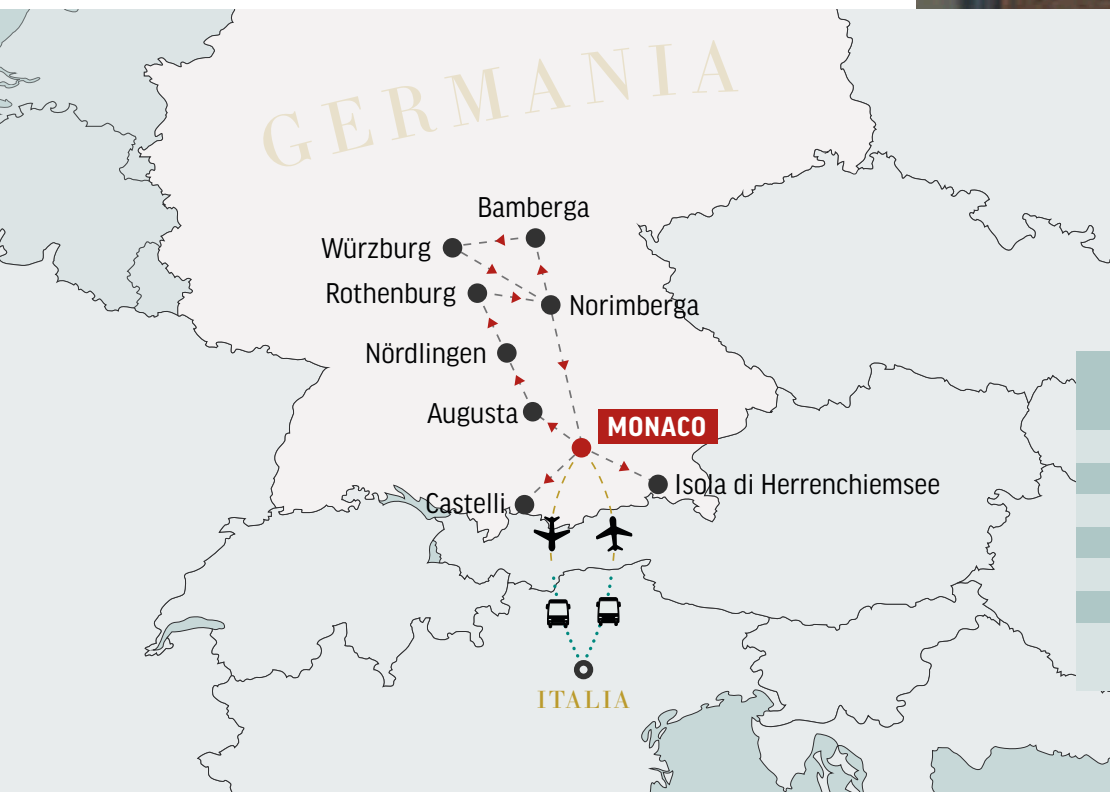 GERMANIA
Bamberga
Würzburg
Rothenburg
Norimberga
Nördlingen
Augusta
MONACO
Isola di Herrenchiemsee
Castelli
ITALIA